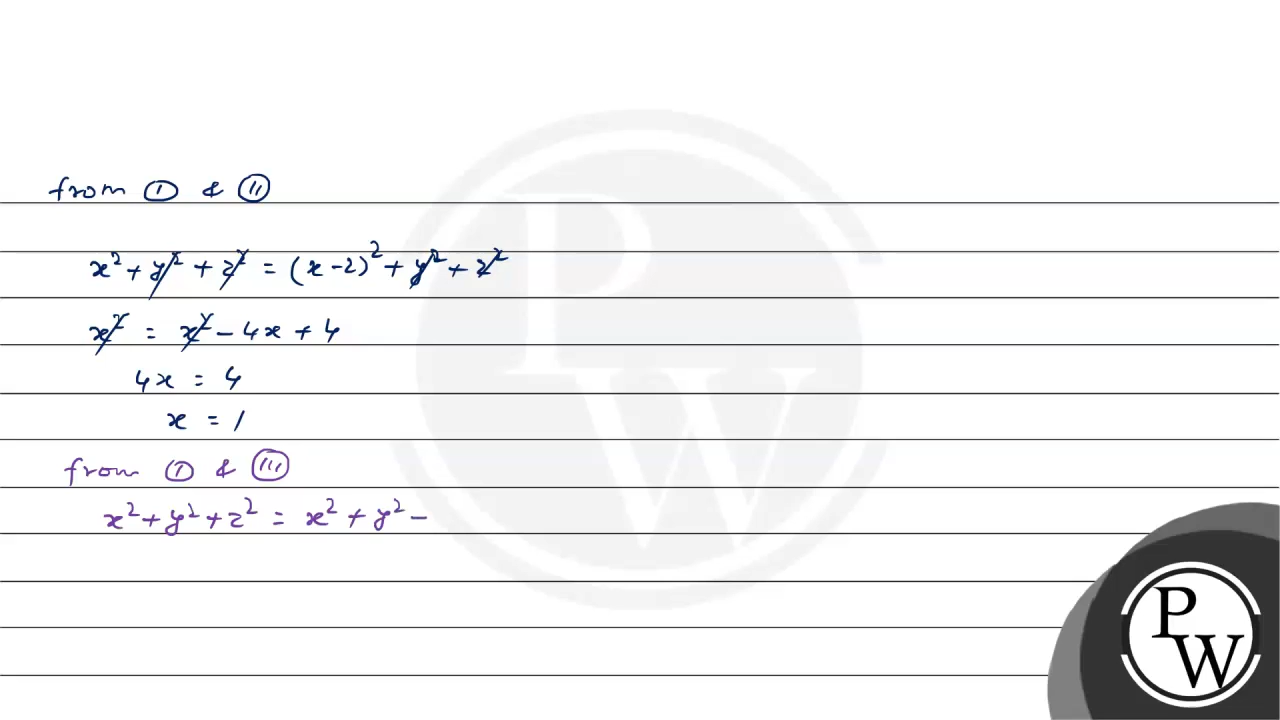 from (I) & (II)
x² + y² + z² = (x - 2)² + y² + z²
x² = x² - 4x + 4
4x = 4
x = 1
from (I) & (III)
x² + y² + z² = x² + y² -
P
W
P
W